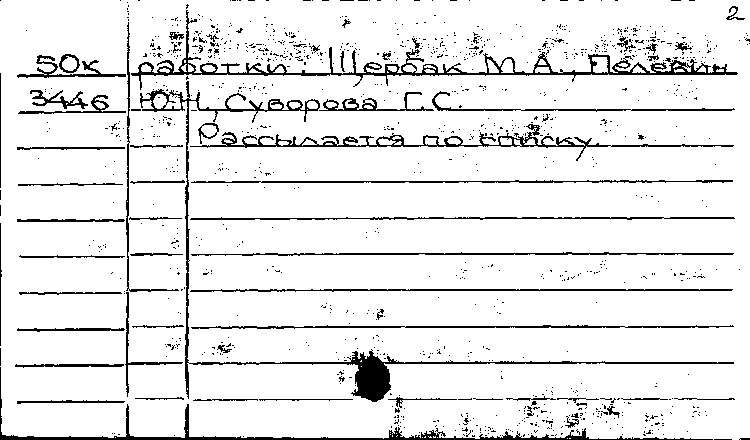 2
50к работки. Щербак М.А., Пелевин
3446 Ю.Н., Суворова Г.С.
Рассылается по списку.